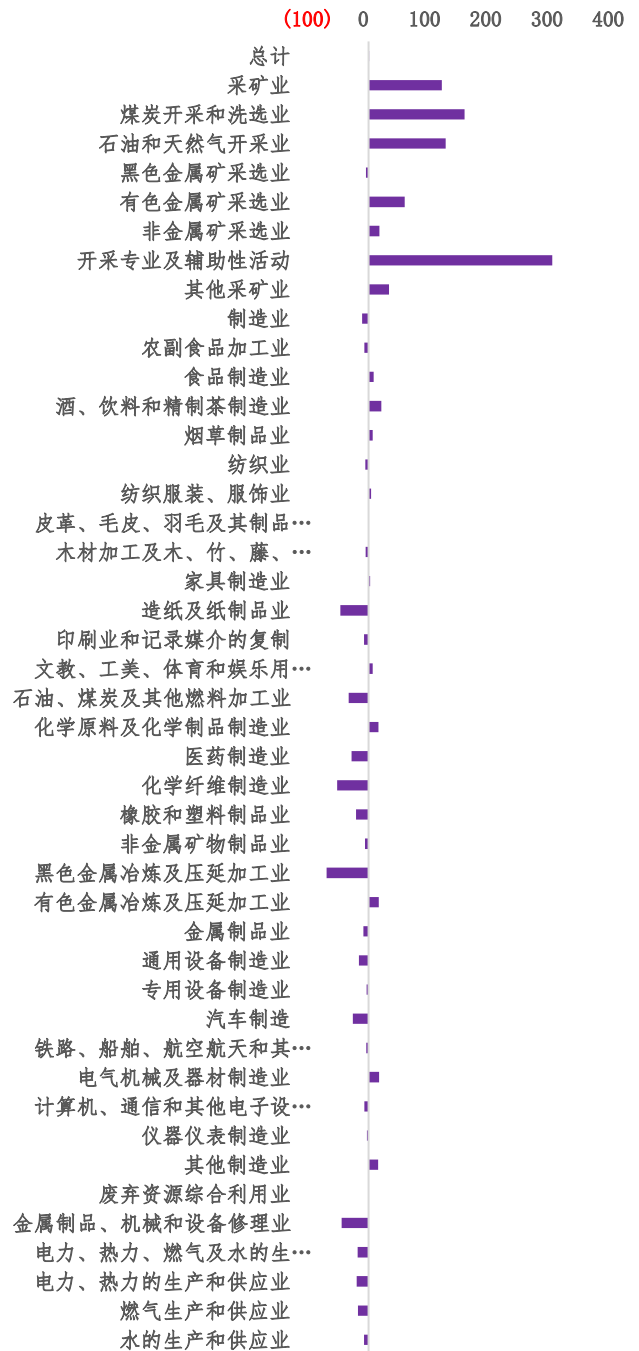 (100) 0 100 200 300 400
总计
采矿业
煤炭开采和洗选业
石油和天然气开采业
黑色金属矿采选业
有色金属矿采选业
非金属矿采选业
开采专业及辅助性活动
其他采矿业
制造业
农副食品加工业
食品制造业
酒、饮料和精制茶制造业
烟草制品业
纺织业
纺织服装、服饰业
皮革、毛皮、羽毛及其制品…
木材加工及木、竹、藤、…
家具制造业
造纸及纸制品业
印刷业和记录媒介的复制
文教、工美、体育和娱乐用…
石油、煤炭及其他燃料加工业
化学原料及化学制品制造业
医药制造业
化学纤维制造业
橡胶和塑料制品业
非金属矿物制品业
黑色金属冶炼及压延加工业
有色金属冶炼及压延加工业
金属制品业
通用设备制造业
专用设备制造业
汽车制造
铁路、船舶、航空航天和其…
电气机械及器材制造业
计算机、通信和其他电子设…
仪器仪表制造业
其他制造业
废弃资源综合利用业
金属制品、机械和设备修理业
电力、热力、燃气及水的生…
电力、热力的生产和供应业
燃气生产和供应业
水的生产和供应业